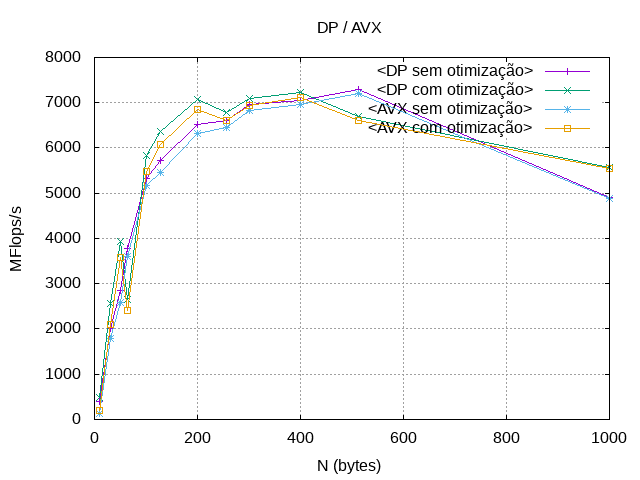 DP / AVX
8000
7000
6000
5000
4000
3000
2000
1000
0
MFlops/s
<DP sem otimização>
<DP com otimização>
<AVX sem otimização>
<AVX com otimização>
0 200 400 600 800 1000
N (bytes)